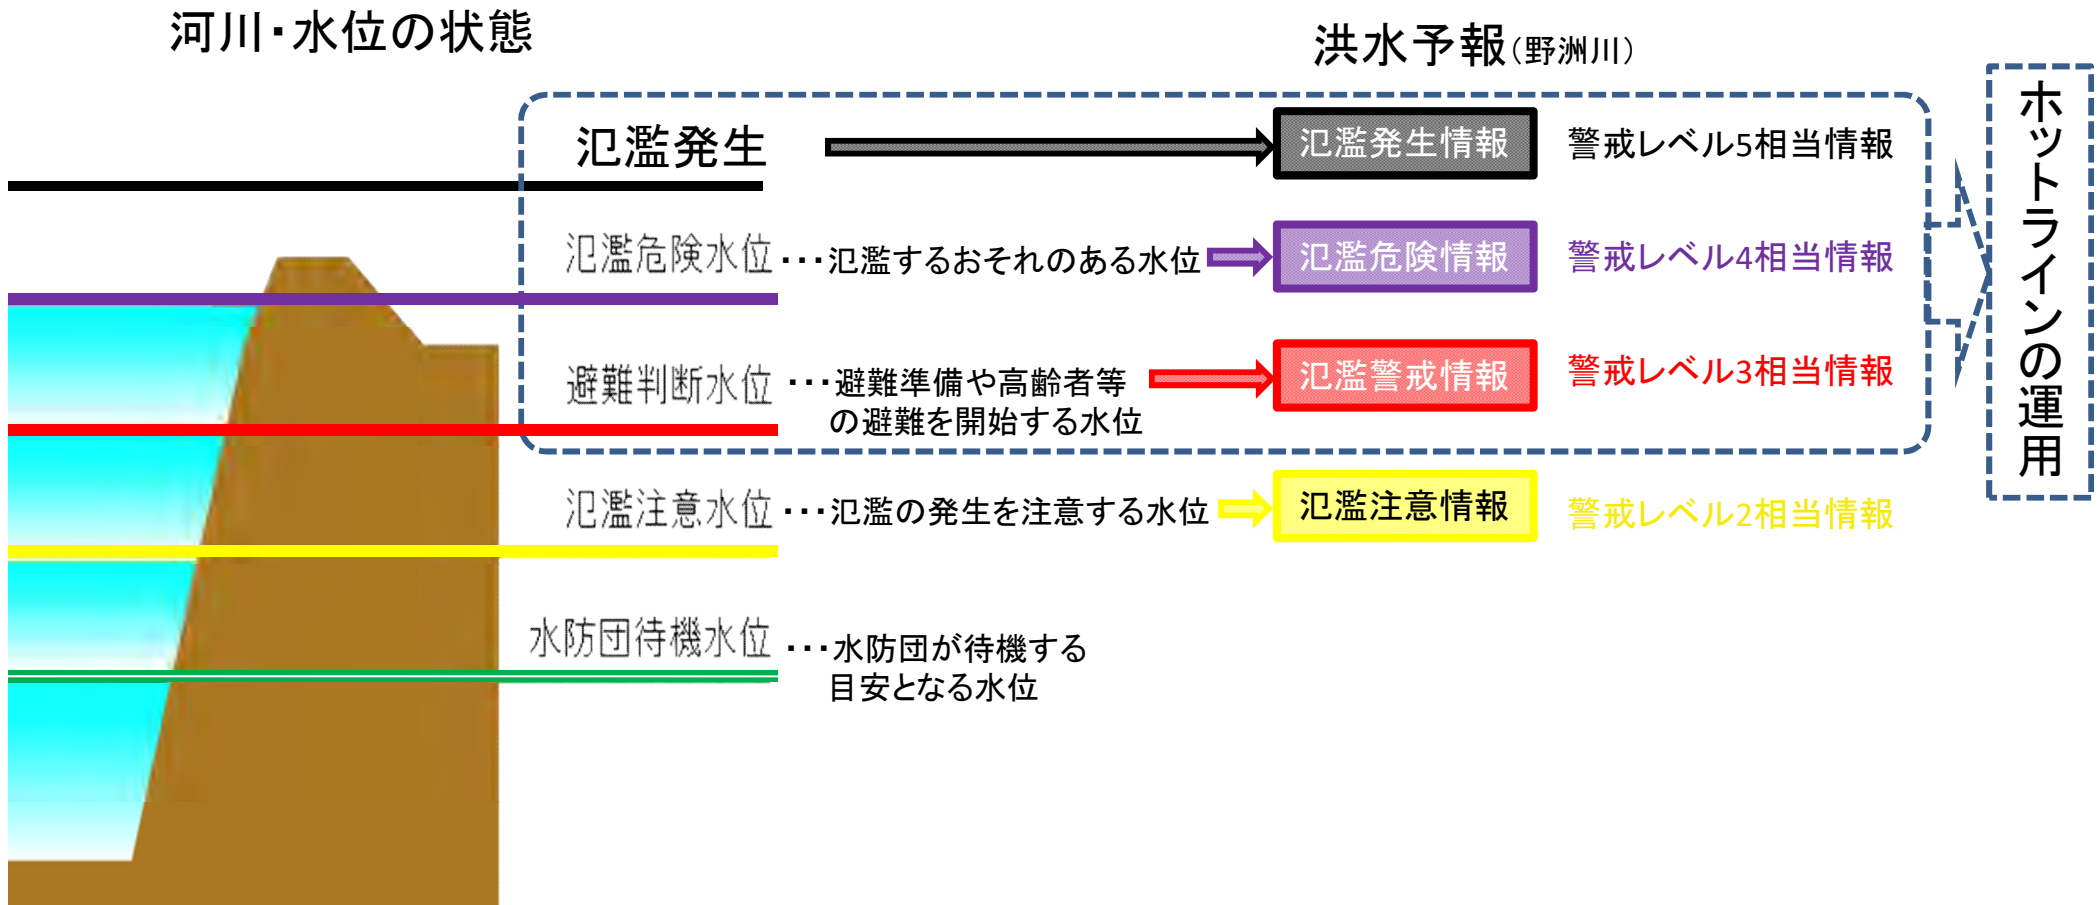 河川・水位の状態
洪水予報(野洲川)
氾濫発生
氾濫発生情報
警戒レベル5相当情報
氾濫危険水位
・・・氾濫するおそれのある水位
氾濫危険情報
警戒レベル4相当情報
避難判断水位
・・・避難準備や高齢者等
の避難を開始する水位
氾濫警戒情報
警戒レベル3相当情報
氾濫注意水位
・・・氾濫の発生を注意する水位
氾濫注意情報
警戒レベル2相当情報
水防団待機水位
・・・水防団が待機する
目安となる水位
ホットラインの運用